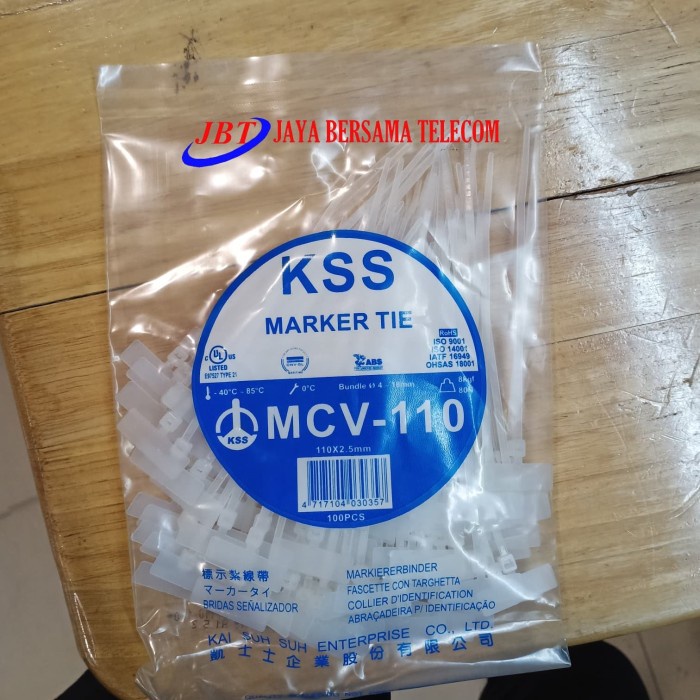 JBT JAYA BERSAMA TELECOM
KSS
MARKER TIE
RoHS
ISO 9001
ISO 14001
IATF 16949
OHSAS 18001
c UL us
LISTED
ABS
-40°C - 85°C
0°C
Bundle Ø 4 -
KSS
MCV-110
110X2.5mm
4 717104 030357
100PCS
標示紮線帶
マーカータイ
BRIDAS SEÑALIZADOR
MARKIERERBINDER
FASCETTE CON TARGHETTA
COLLIER D'IDENTIFICATION
ABRAÇADEIRA P/ IDENTIFICAÇÃO
KAI SUH SUH ENTERPRISE CO., LTD.
凱士士企業股份有限公司